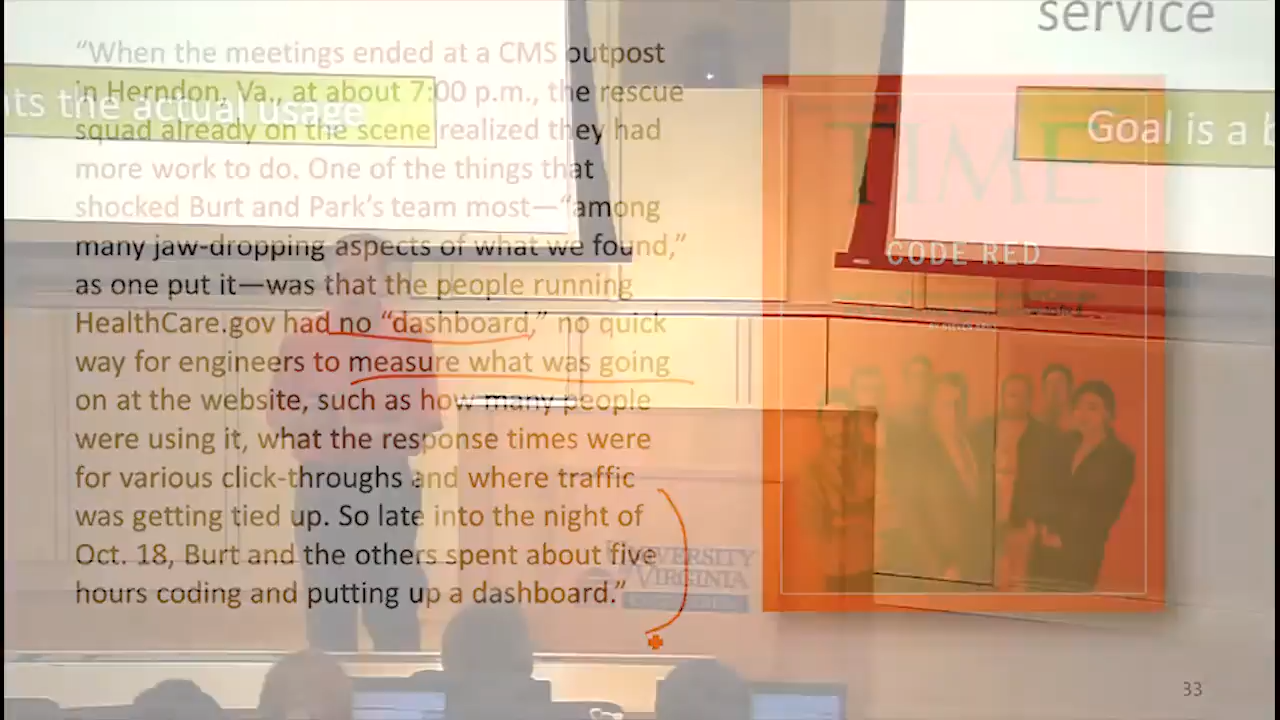 service
“When the meetings ended at a CMS outpost
in Herndon, Va., at about 7:00 p.m., the rescue
squad already on the scene realized they had
more work to do. One of the things that
shocked Burt and Park’s team most—“among
many jaw-dropping aspects of what we found,”
as one put it—was that the people running
HealthCare.gov had no “dashboard,” no quick
way for engineers to measure what was going
on at the website, such as how many people
were using it, what the response times were
for various click-throughs and where traffic
was getting tied up. So late into the night of
Oct. 18, Burt and the others spent about five
hours coding and putting up a dashboard.”
nts the actual usage
Goal is a b
TIME
CODE RED
UNIVERSITY
VIRGINIA
33